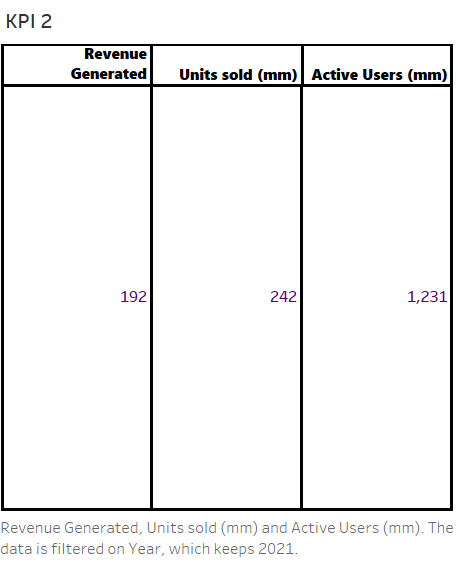 KPI 2
Revenue
Generated
Units sold (mm)
Active Users (mm)
192
242
1,231
Revenue Generated, Units sold (mm) and Active Users (mm). The
data is filtered on Year, which keeps 2021.